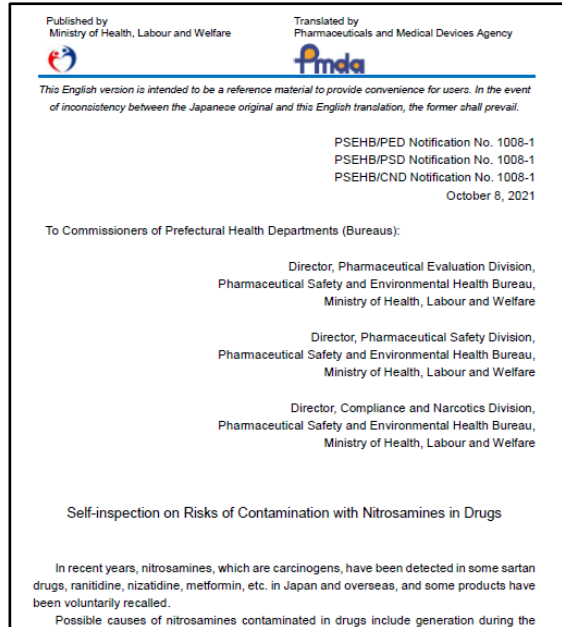 Published by
Ministry of Health, Labour and Welfare
Translated by
Pharmaceuticals and Medical Devices Agency
Pmda
This English version is intended to be a reference material to provide convenience for users. In the event
of inconsistency between the Japanese original and this English translation, the former shall prevail.
PSEHB/PED Notification No. 1008-1
PSEHB/PSD Notification No. 1008-1
PSEHB/CND Notification No. 1008-1
October 8, 2021
To Commissioners of Prefectural Health Departments (Bureaus):
Director, Pharmaceutical Evaluation Division,
Pharmaceutical Safety and Environmental Health Bureau,
Ministry of Health, Labour and Welfare
Director, Pharmaceutical Safety Division,
Pharmaceutical Safety and Environmental Health Bureau,
Ministry of Health, Labour and Welfare
Director, Compliance and Narcotics Division,
Pharmaceutical Safety and Environmental Health Bureau,
Ministry of Health, Labour and Welfare
Self-inspection on Risks of Contamination with Nitrosamines in Drugs
In recent years, nitrosamines, which are carcinogens, have been detected in some sartan
drugs, ranitidine, nizatidine, metformin, etc. in Japan and overseas, and some products have
been voluntarily recalled.
Possible causes of nitrosamines contaminated in drugs include generation during the